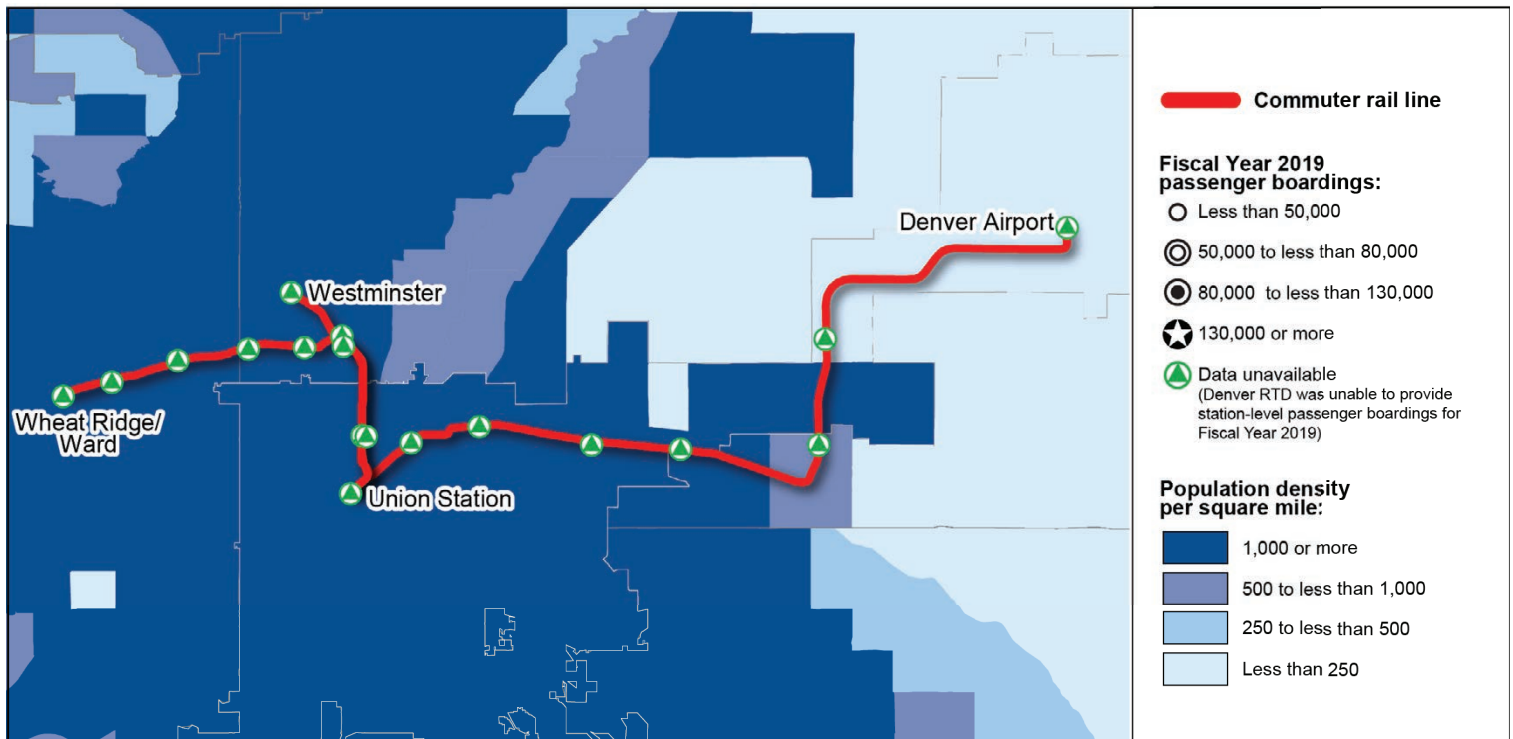 Denver Airport
Westminster
Wheat Ridge/
Ward
Union Station
Commuter rail line
Fiscal Year 2019
passenger boardings:
Less than 50,000
50,000 to less than 80,000
80,000 to less than 130,000
130,000 or more
Data unavailable
(Denver RTD was unable to provide
station-level passenger boardings for
Fiscal Year 2019)
Population density
per square mile:
1,000 or more
500 to less than 1,000
250 to less than 500
Less than 250